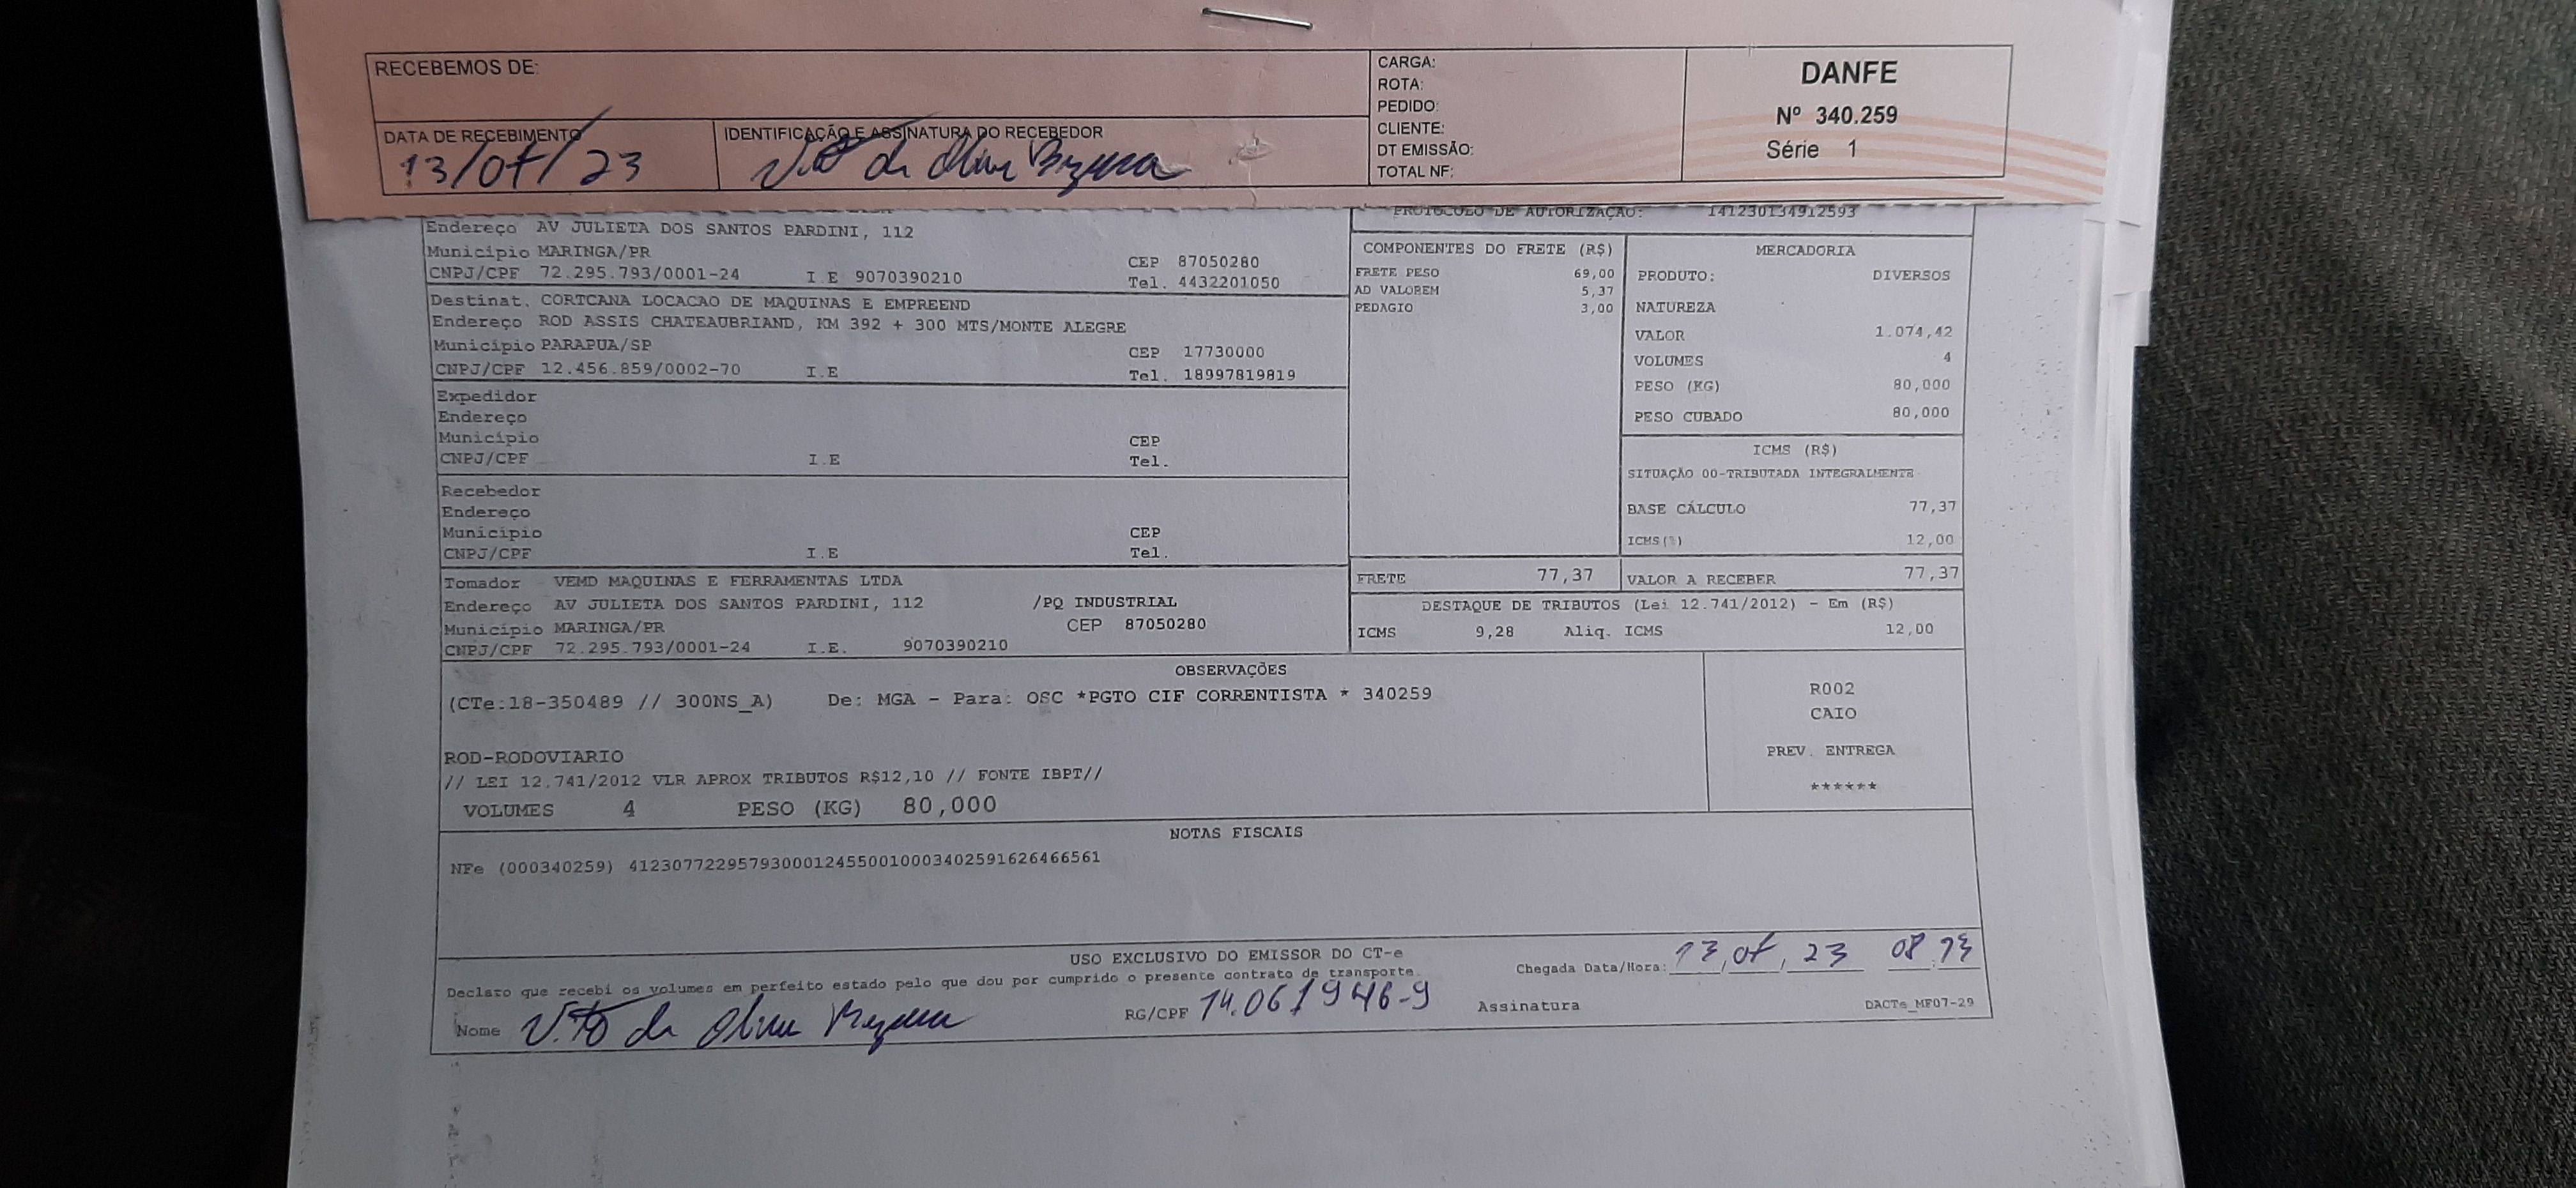 RECEBEMOS DE:
DATA DE RECEBIMENTO
13/07/23
IDENTIFICAÇÃO E ASSINATURA DO RECEBEDOR
CARGA:
ROTA:
PEDIDO:
CLIENTE:
DT EMISSÃO:
TOTAL NF:
DANFE
Nº 340.259
Série 1
PROTOCOLO DE AUTORIZAÇÃO: 141230134912593
Endereço AV JULIETA DOS SANTOS PARDINI, 112
Município MARINGA/PR CEP 87050280
CNPJ/CPF 72.295.793/0001-24 I.E 9070390210 Tel. 4432201050
Destinat. CORTCANA LOCACAO DE MAQUINAS E EMPREEND
Endereço ROD ASSIS CHATEAUBRIAND, KM 392 + 300 MTS/MONTE ALEGRE
Município PARAPUA/SP CEP 17730000
CNPJ/CPF 12.456.859/0002-70 I.E Tel. 18997819819
Expedidor
Endereço
Município CEP
CNPJ/CPF I.E Tel.
Recebedor
Endereço
Município CEP
CNPJ/CPF I.E Tel.
Tomador VEMD MAQUINAS E FERRAMENTAS LTDA
Endereço AV JULIETA DOS SANTOS PARDINI, 112 /PQ INDUSTRIAL
Município MARINGA/PR CEP 87050280
CNPJ/CPF 72.295.793/0001-24 I.E. 9070390210
COMPONENTES DO FRETE (R$)
FRETE PESO 69,00
AD VALOREM 5,37
PEDAGIO 3,00
MERCADORIA
PRODUTO: DIVERSOS
NATUREZA
VALOR 1.074,42
VOLUMES 4
PESO (KG) 80,000
PESO CUBADO 80,000
ICMS (R$)
SITUAÇÃO 00-TRIBUTADA INTEGRALMENTE
BASE CÁLCULO 77,37
ICMS(%) 12,00
FRETE 77,37 VALOR A RECEBER 77,37
DESTAQUE DE TRIBUTOS (Lei 12.741/2012) - Em (R$)
ICMS 9,28 Aliq. ICMS 12,00
OBSERVAÇÕES
(CTe:18-350489 // 300NS_A) De: MGA - Para: OSC *PGTO CIF CORRENTISTA * 340259
ROD-RODOVIARIO
// LEI 12.741/2012 VLR APROX TRIBUTOS R$12,10 // FONTE IBPT//
VOLUMES 4 PESO (KG) 80,000
R002
CAIO
PREV. ENTREGA
******
NOTAS FISCAIS
NFe (000340259) 41230772295793000124550010003402591626466561
USO EXCLUSIVO DO EMISSOR DO CT-e
Declaro que recebi os volumes em perfeito estado pelo que dou por cumprido o presente contrato de transporte.
Chegada Data/Hora: 13,07,23 08:13
Nome
RG/CPF 14.061946-9 Assinatura DACTe_MF07-29